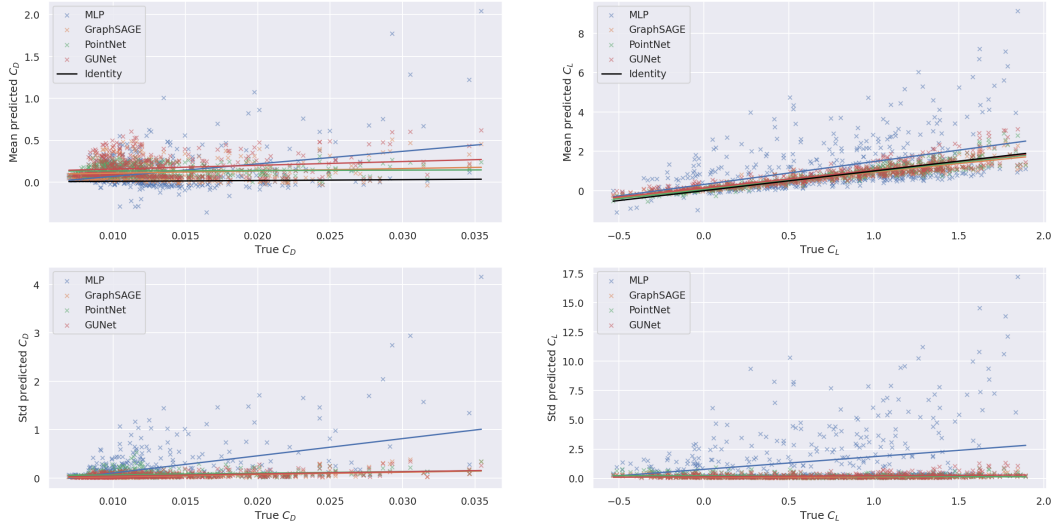 2.0
1.5
1.0
0.5
0.0
Mean predicted C_D
MLP
GraphSAGE
PointNet
GUNet
Identity
0.010 0.015 0.020 0.025 0.030 0.035
True C_D
8
6
4
2
0
Mean predicted C_L
MLP
GraphSAGE
PointNet
GUNet
Identity
−0.5 0.0 0.5 1.0 1.5 2.0
True C_L
4
3
2
1
0
Std predicted C_D
MLP
GraphSAGE
PointNet
GUNet
0.010 0.015 0.020 0.025 0.030 0.035
True C_D
17.5
15.0
12.5
10.0
7.5
5.0
2.5
0.0
Std predicted C_L
MLP
GraphSAGE
PointNet
GUNet
−0.5 0.0 0.5 1.0 1.5 2.0
True C_L